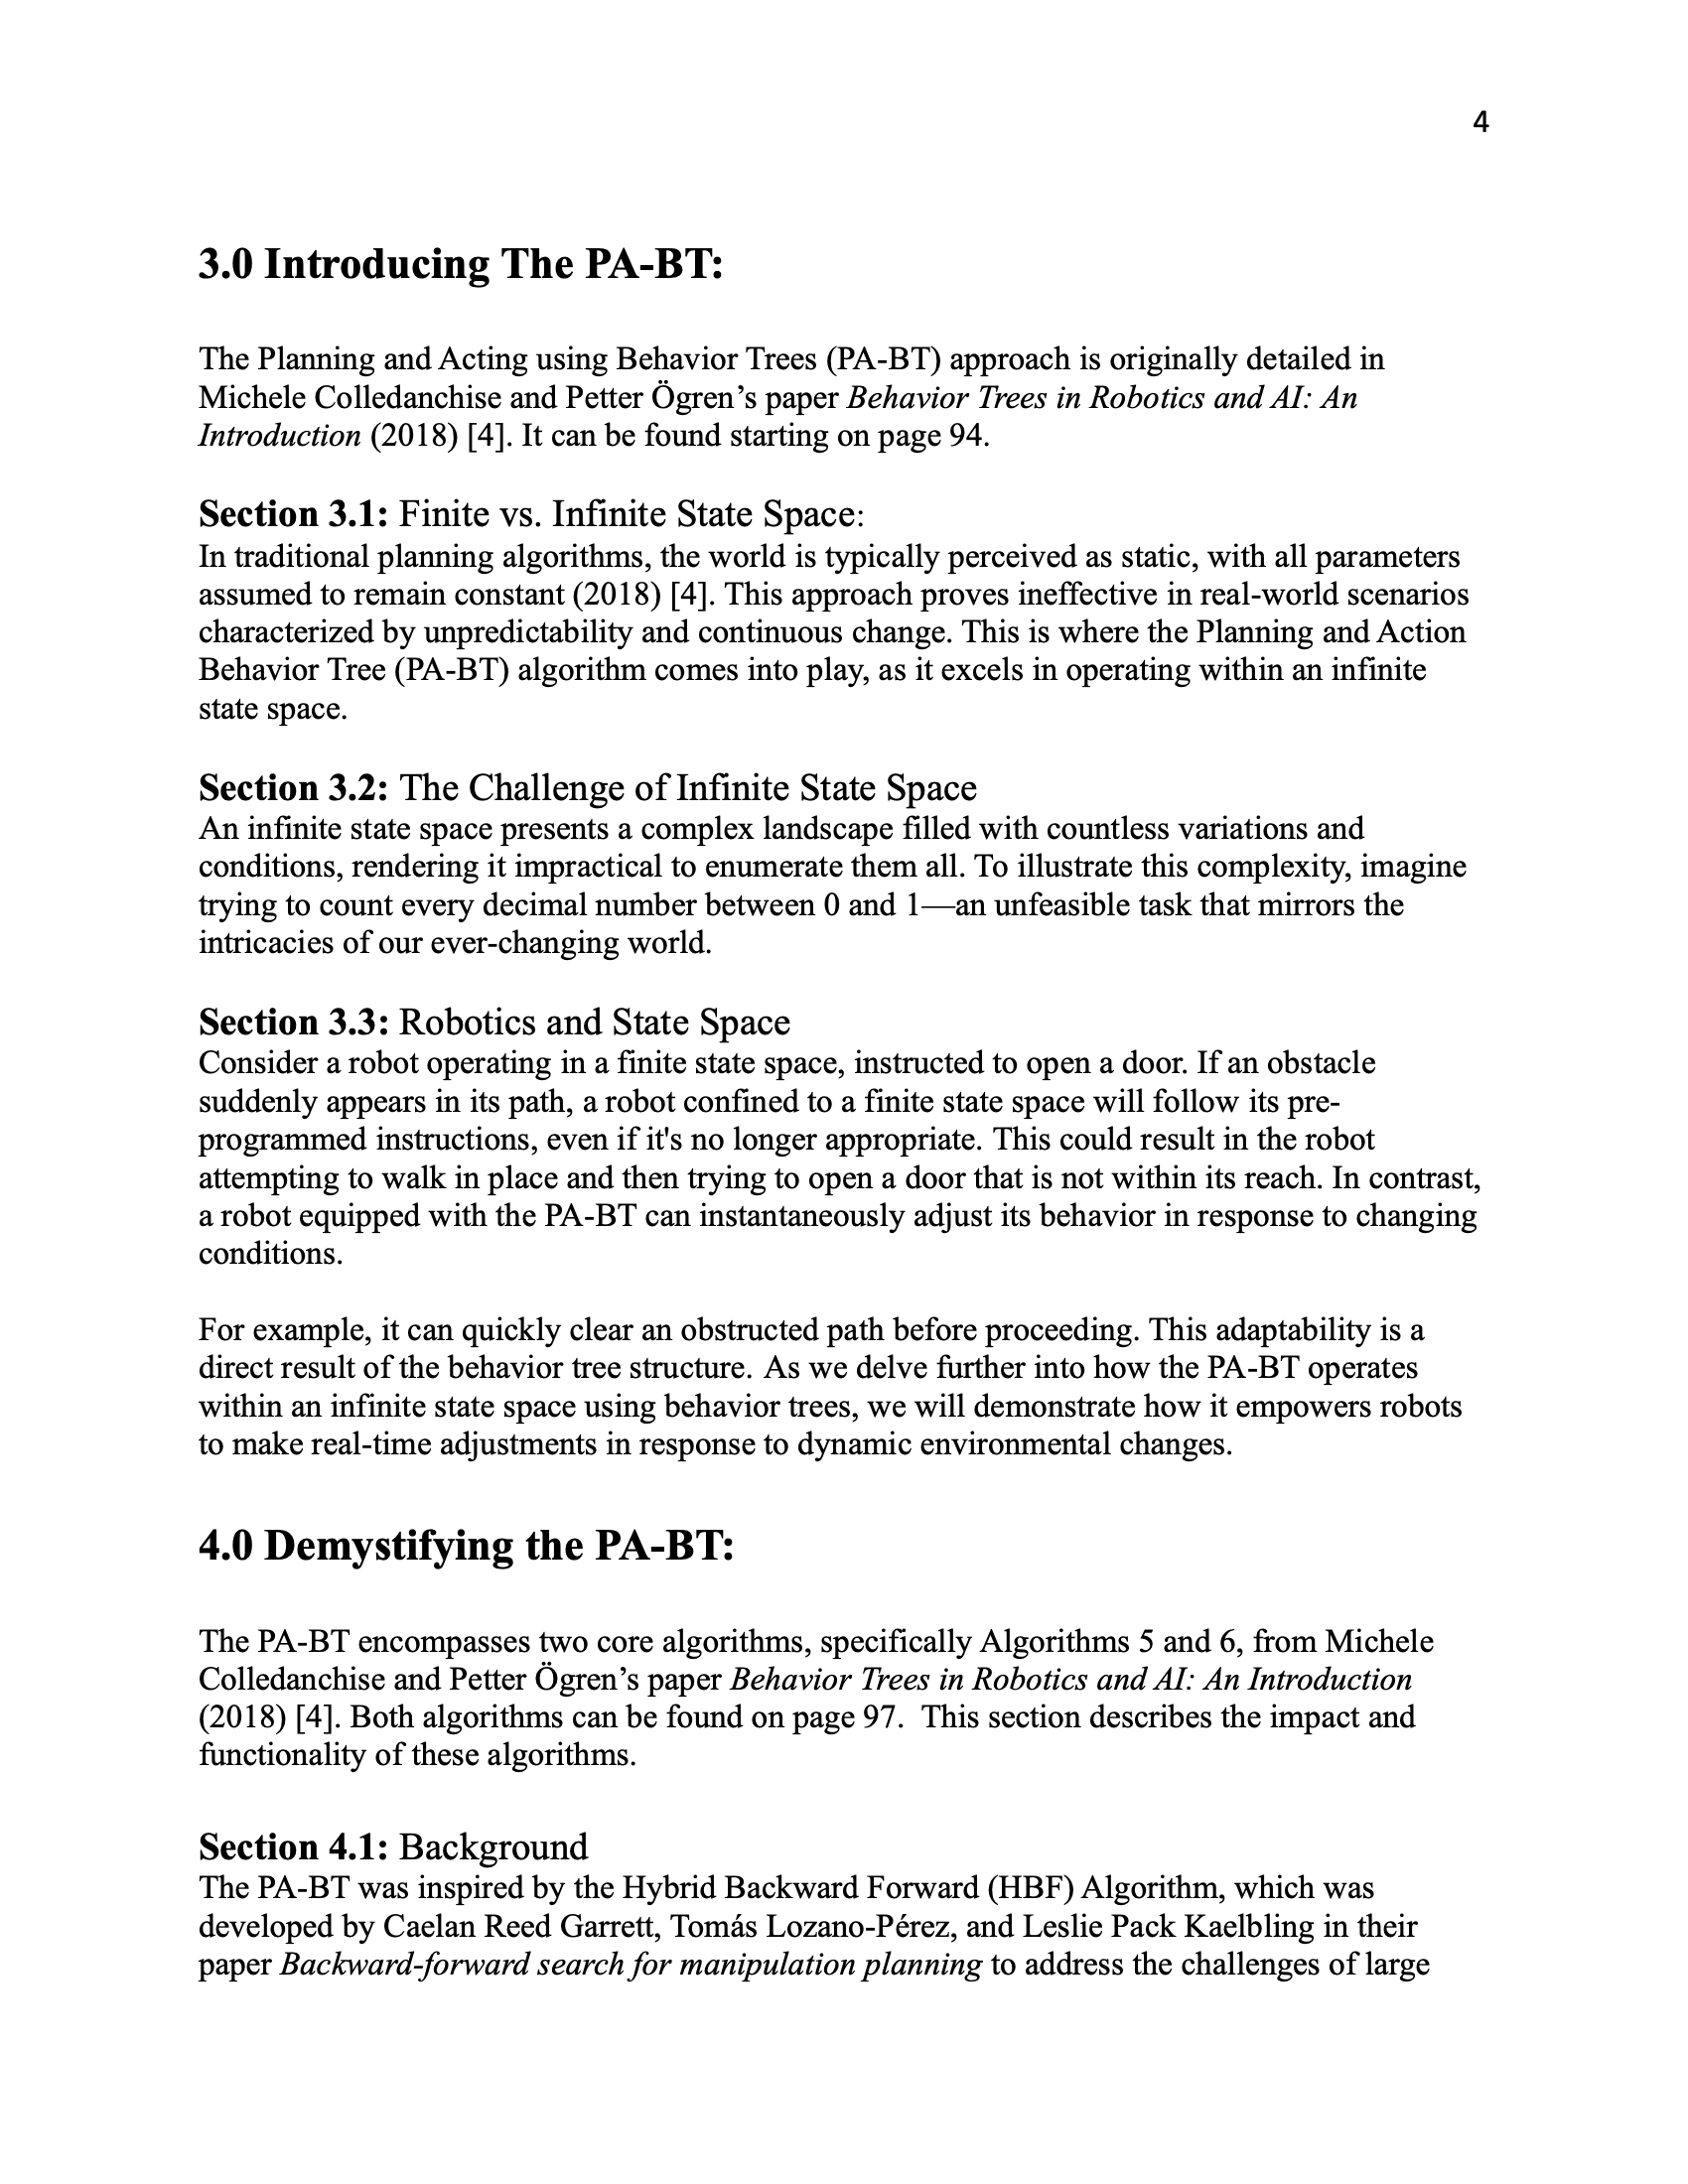 4
3.0 Introducing The PA-BT:
The Planning and Acting using Behavior Trees (PA-BT) approach is originally detailed in
Michele Colledanchise and Petter Ögren’s paper Behavior Trees in Robotics and AI: An
Introduction (2018) [4]. It can be found starting on page 94.
Section 3.1: Finite vs. Infinite State Space:
In traditional planning algorithms, the world is typically perceived as static, with all parameters
assumed to remain constant (2018) [4]. This approach proves ineffective in real-world scenarios
characterized by unpredictability and continuous change. This is where the Planning and Action
Behavior Tree (PA-BT) algorithm comes into play, as it excels in operating within an infinite
state space.
Section 3.2: The Challenge of Infinite State Space
An infinite state space presents a complex landscape filled with countless variations and
conditions, rendering it impractical to enumerate them all. To illustrate this complexity, imagine
trying to count every decimal number between 0 and 1—an unfeasible task that mirrors the
intricacies of our ever-changing world.
Section 3.3: Robotics and State Space
Consider a robot operating in a finite state space, instructed to open a door. If an obstacle
suddenly appears in its path, a robot confined to a finite state space will follow its pre-
programmed instructions, even if it's no longer appropriate. This could result in the robot
attempting to walk in place and then trying to open a door that is not within its reach. In contrast,
a robot equipped with the PA-BT can instantaneously adjust its behavior in response to changing
conditions.
For example, it can quickly clear an obstructed path before proceeding. This adaptability is a
direct result of the behavior tree structure. As we delve further into how the PA-BT operates
within an infinite state space using behavior trees, we will demonstrate how it empowers robots
to make real-time adjustments in response to dynamic environmental changes.
4.0 Demystifying the PA-BT:
The PA-BT encompasses two core algorithms, specifically Algorithms 5 and 6, from Michele
Colledanchise and Petter Ögren’s paper Behavior Trees in Robotics and AI: An Introduction
(2018) [4]. Both algorithms can be found on page 97.  This section describes the impact and
functionality of these algorithms.
Section 4.1: Background
The PA-BT was inspired by the Hybrid Backward Forward (HBF) Algorithm, which was
developed by Caelan Reed Garrett, Tomás Lozano-Pérez, and Leslie Pack Kaelbling in their
paper Backward-forward search for manipulation planning to address the challenges of large